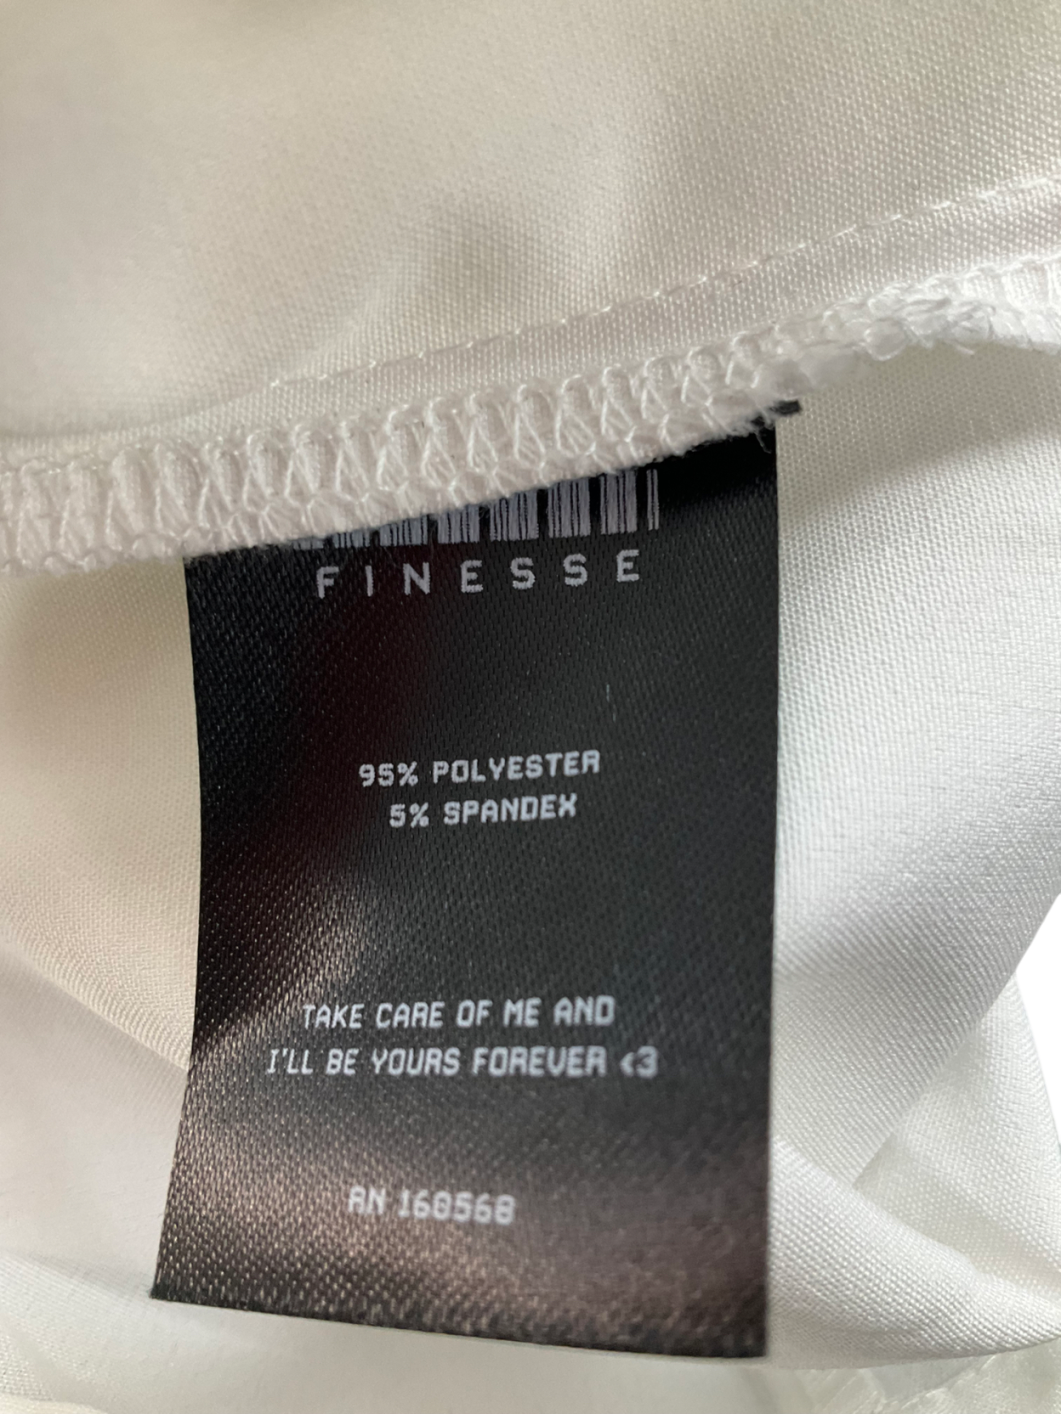 FINESSE
95% POLYESTER
5% SPANDEX
TAKE CARE OF ME AND
I'LL BE YOURS FOREVER <3
RN 160568